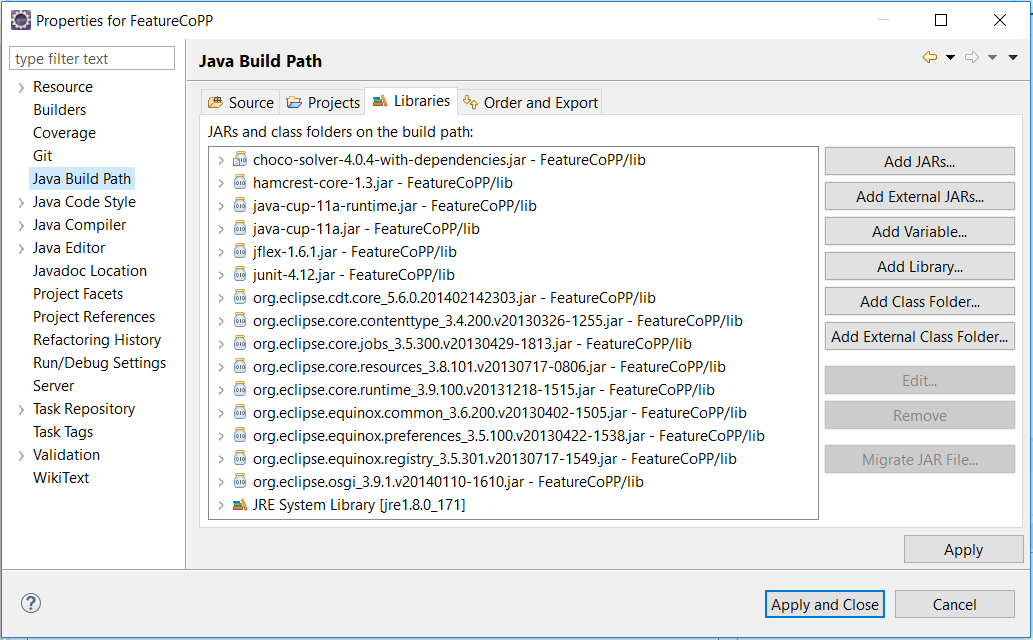 Properties for FeatureCoPP
type filter text
Resource
Builders
Coverage
Git
Java Build Path
Java Code Style
Java Compiler
Java Editor
Javadoc Location
Project Facets
Project References
Refactoring History
Run/Debug Settings
Server
Task Repository
Task Tags
Validation
WikiText
Java Build Path
Source
Projects
Libraries
Order and Export
JARs and class folders on the build path:
choco-solver-4.0.4-with-dependencies.jar - FeatureCoPP/lib
hamcrest-core-1.3.jar - FeatureCoPP/lib
java-cup-11a-runtime.jar - FeatureCoPP/lib
java-cup-11a.jar - FeatureCoPP/lib
jflex-1.6.1.jar - FeatureCoPP/lib
junit-4.12.jar - FeatureCoPP/lib
org.eclipse.cdt.core_5.6.0.201402142303.jar - FeatureCoPP/lib
org.eclipse.core.contenttype_3.4.200.v20130326-1255.jar - FeatureCoPP/lib
org.eclipse.core.jobs_3.5.300.v20130429-1813.jar - FeatureCoPP/lib
org.eclipse.core.resources_3.8.101.v20130717-0806.jar - FeatureCoPP/lib
org.eclipse.core.runtime_3.9.100.v20131218-1515.jar - FeatureCoPP/lib
org.eclipse.equinox.common_3.6.200.v20130402-1505.jar - FeatureCoPP/lib
org.eclipse.equinox.preferences_3.5.100.v20130422-1538.jar - FeatureCoPP/lib
org.eclipse.equinox.registry_3.5.301.v20130717-1549.jar - FeatureCoPP/lib
org.eclipse.osgi_3.9.1.v20140110-1610.jar - FeatureCoPP/lib
JRE System Library [jre1.8.0_171]
Add JARs...
Add External JARs...
Add Variable...
Add Library...
Add Class Folder...
Add External Class Folder...
Edit...
Remove
Migrate JAR File...
Apply
Apply and Close
Cancel